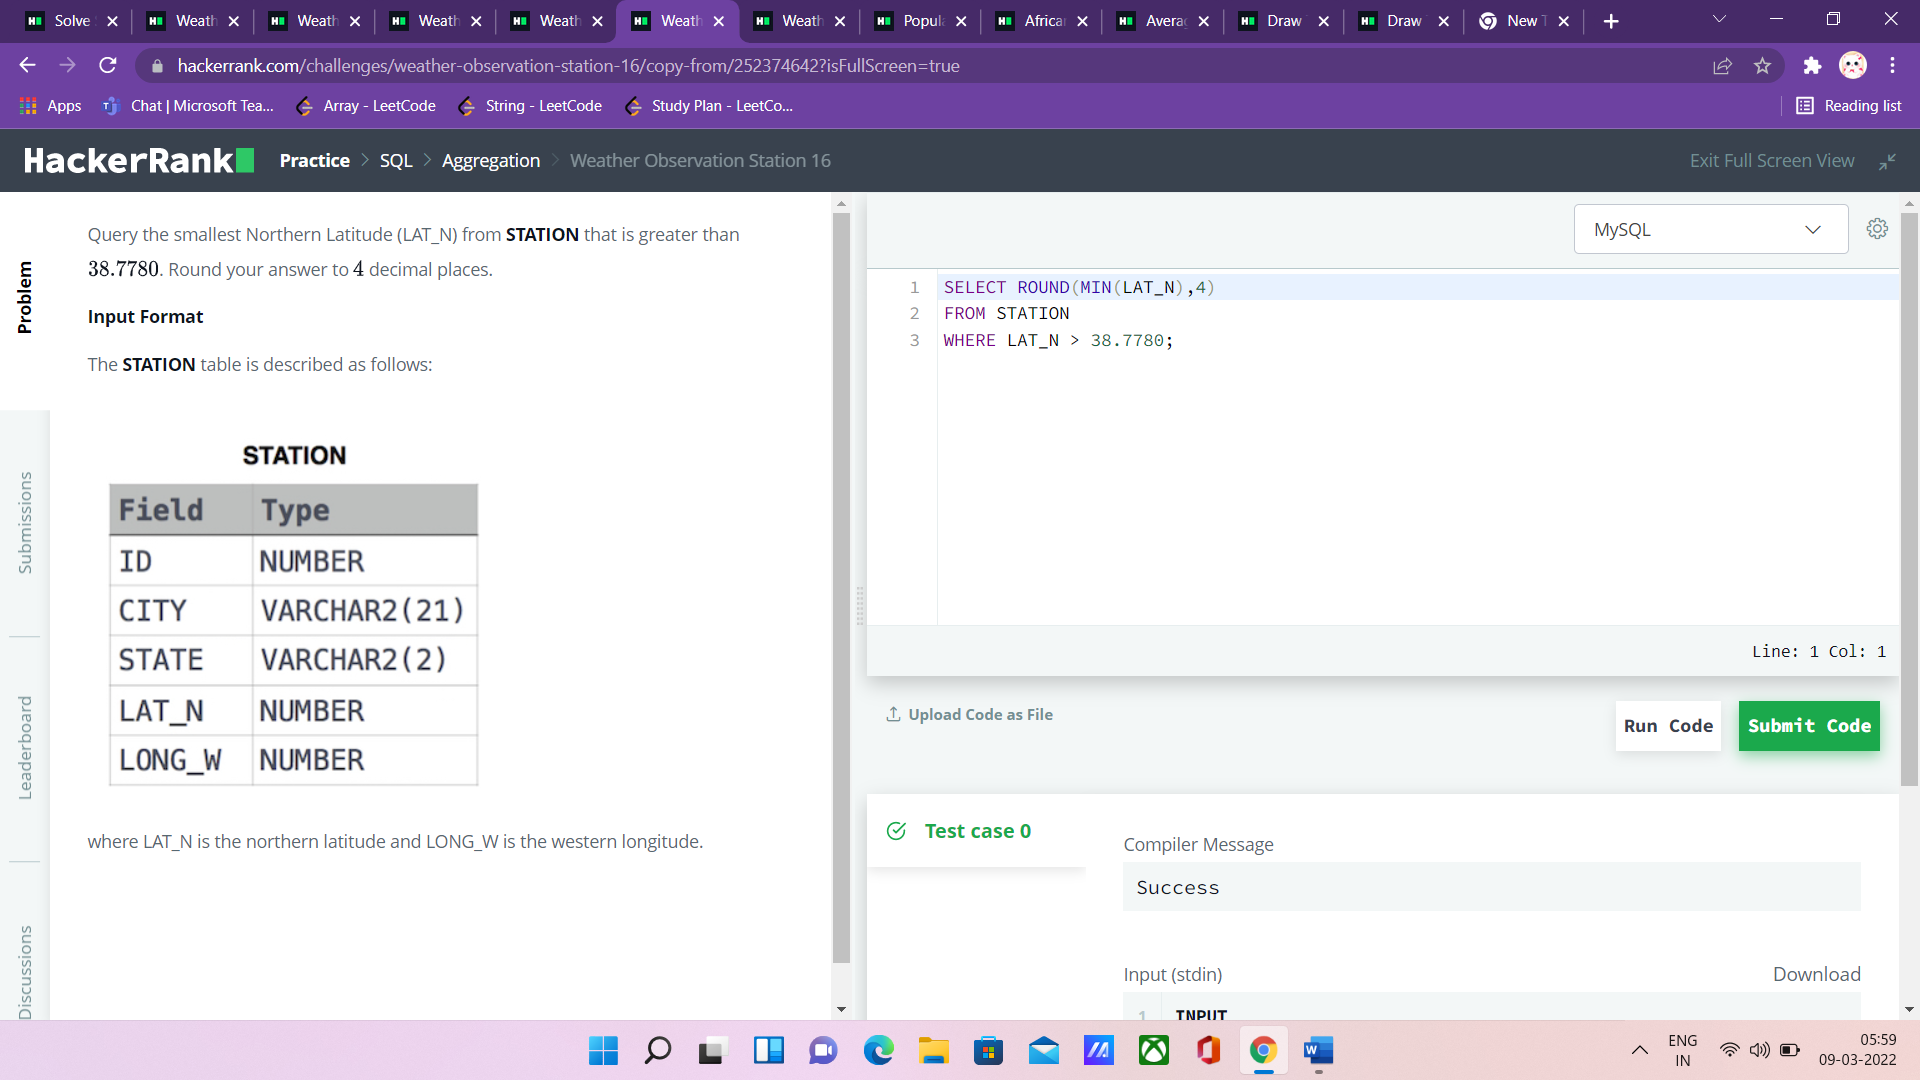 Solve
Weath
Weath
Weath
Weath
Weath
Weath
Popula
African
Averag
Draw
Draw
New T
hackerrank.com/challenges/weather-observation-station-16/copy-from/252374642?isFullScreen=true
Apps
Chat | Microsoft Tea...
Array - LeetCode
String - LeetCode
Study Plan - LeetCo...
Reading list
HackerRank
Practice > SQL > Aggregation > Weather Observation Station 16
Exit Full Screen View
Problem
Submissions
Leaderboard
Discussions
Query the smallest Northern Latitude (LAT_N) from STATION that is greater than
38.7780. Round your answer to 4 decimal places.
Input Format
The STATION table is described as follows:
STATION
Field Type
ID NUMBER
CITY VARCHAR2(21)
STATE VARCHAR2(2)
LAT_N NUMBER
LONG_W NUMBER
where LAT_N is the northern latitude and LONG_W is the western longitude.
MySQL
1 SELECT ROUND(MIN(LAT_N),4)
2 FROM STATION
3 WHERE LAT_N > 38.7780;
Line: 1 Col: 1
Upload Code as File
Run Code
Submit Code
Test case 0
Compiler Message
Success
Input (stdin)
Download
1 INPUT
ENG
IN
05:59
09-03-2022